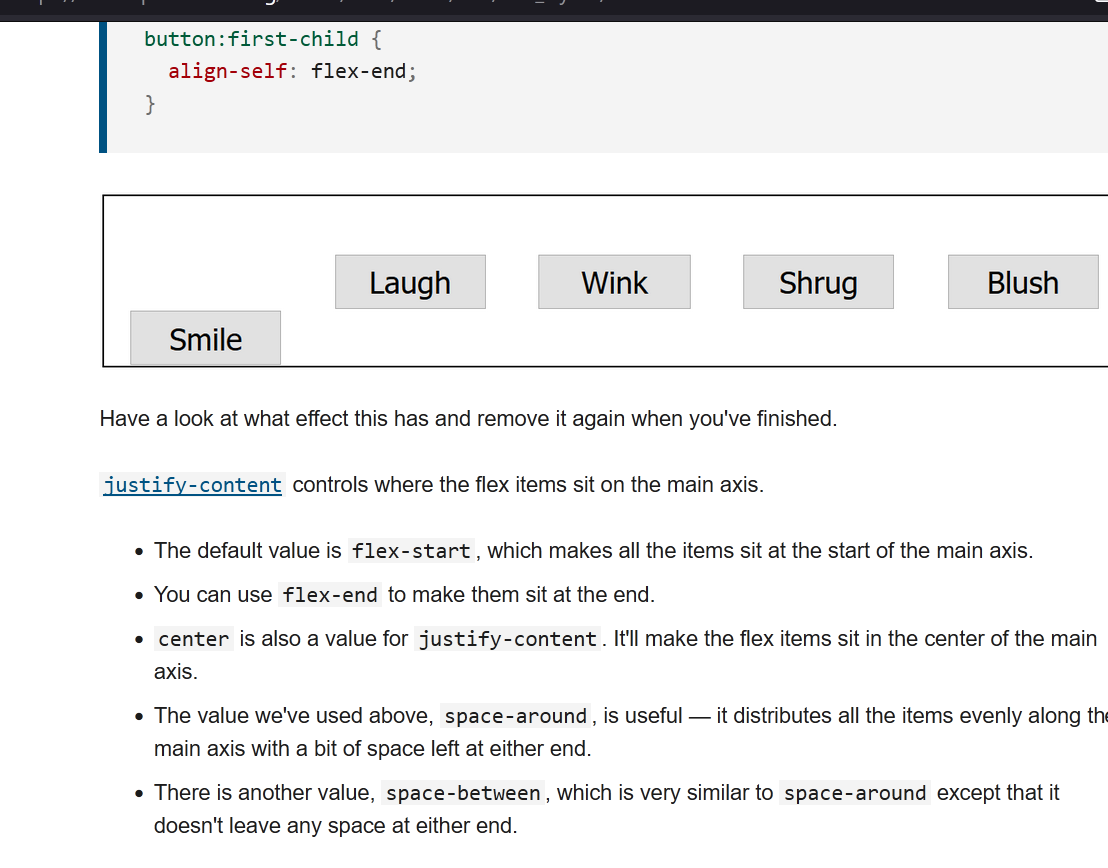 button:first-child {
align-self: flex-end;
}
Laugh
Wink
Shrug
Blush
Smile
Have a look at what effect this has and remove it again when you've finished.
justify-content controls where the flex items sit on the main axis.
• The default value is flex-start, which makes all the items sit at the start of the main axis.
• You can use flex-end to make them sit at the end.
• center is also a value for justify-content. It'll make the flex items sit in the center of the main
axis.
• The value we've used above, space-around, is useful — it distributes all the items evenly along the
main axis with a bit of space left at either end.
• There is another value, space-between, which is very similar to space-around except that it
doesn't leave any space at either end.